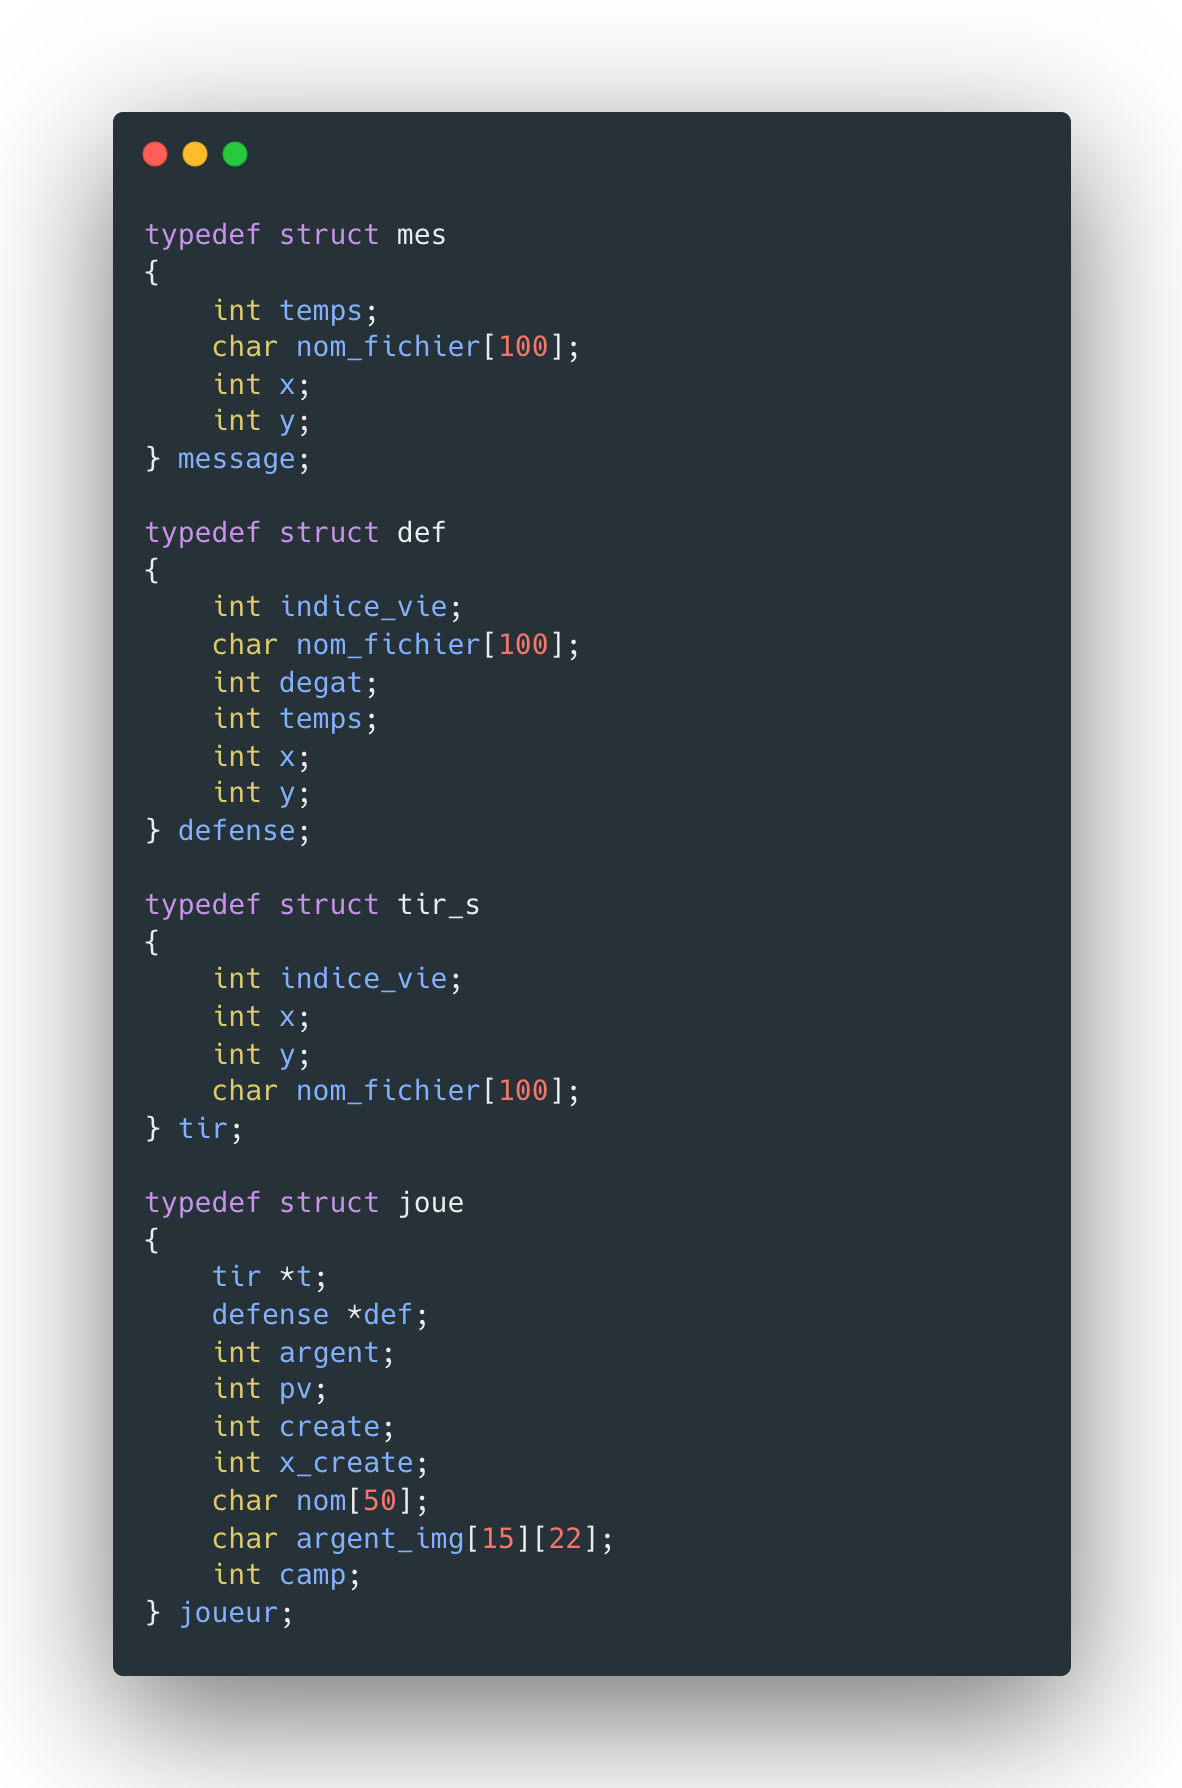 typedef struct mes
{
    int temps;
    char nom_fichier[100];
    int x;
    int y;
} message;

typedef struct def
{
    int indice_vie;
    char nom_fichier[100];
    int degat;
    int temps;
    int x;
    int y;
} defense;

typedef struct tir_s
{
    int indice_vie;
    int x;
    int y;
    char nom_fichier[100];
} tir;

typedef struct joue
{
    tir *t;
    defense *def;
    int argent;
    int pv;
    int create;
    int x_create;
    char nom[50];
    char argent_img[15][22];
    int camp;
} joueur;